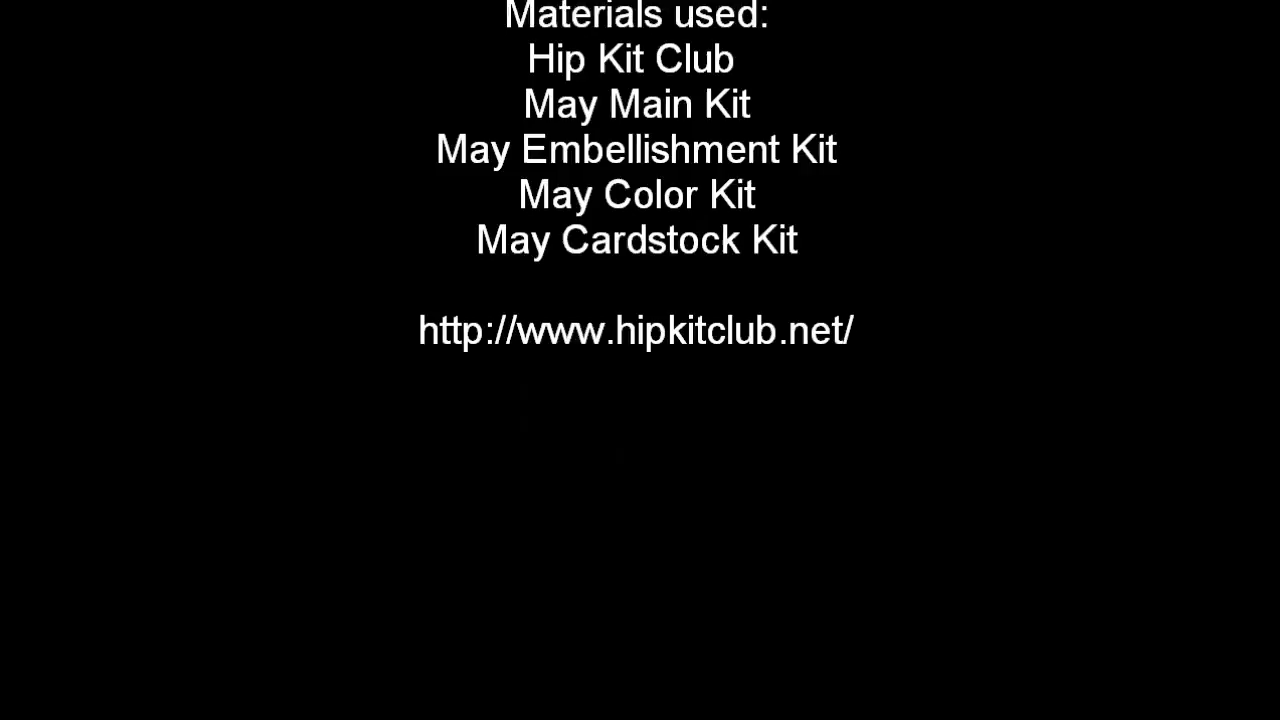 Materials used:
Hip Kit Club
May Main Kit
May Embellishment Kit
May Color Kit
May Cardstock Kit
http://www.hipkitclub.net/